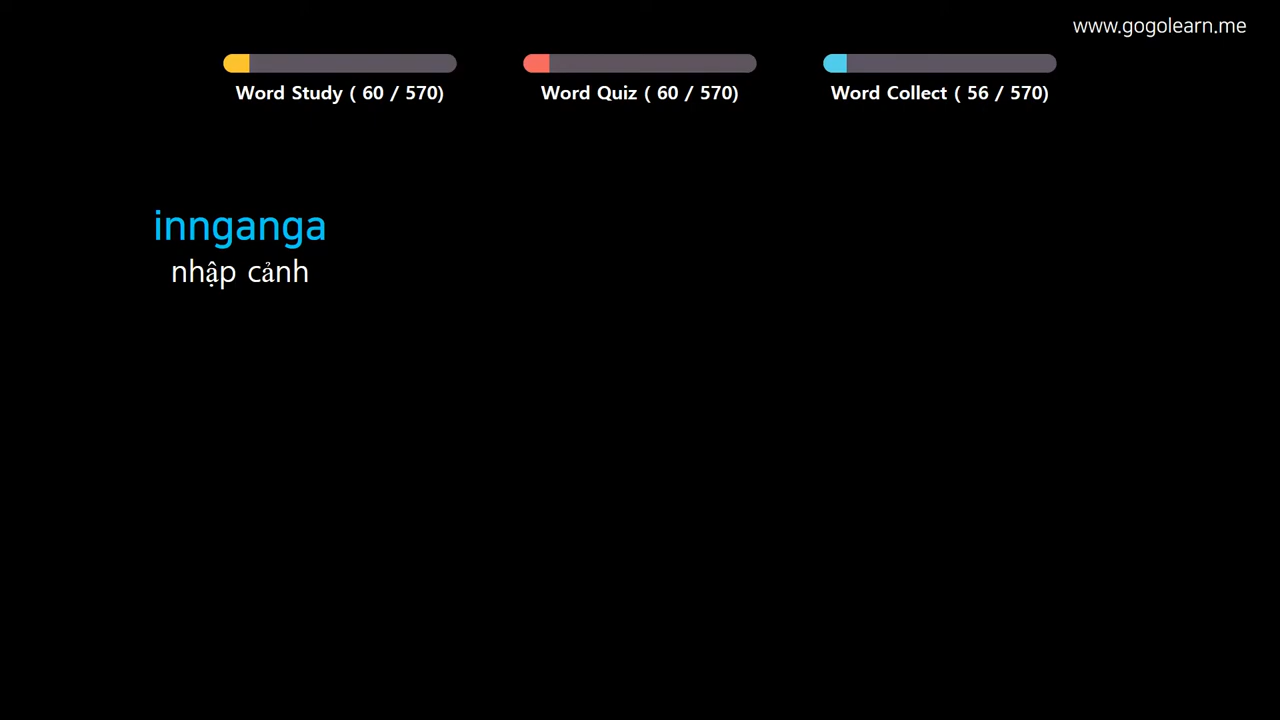 www.gogolearn.me
Word Study ( 60 / 570)
Word Quiz ( 60 / 570)
Word Collect ( 56 / 570)
innganga
nhập cảnh